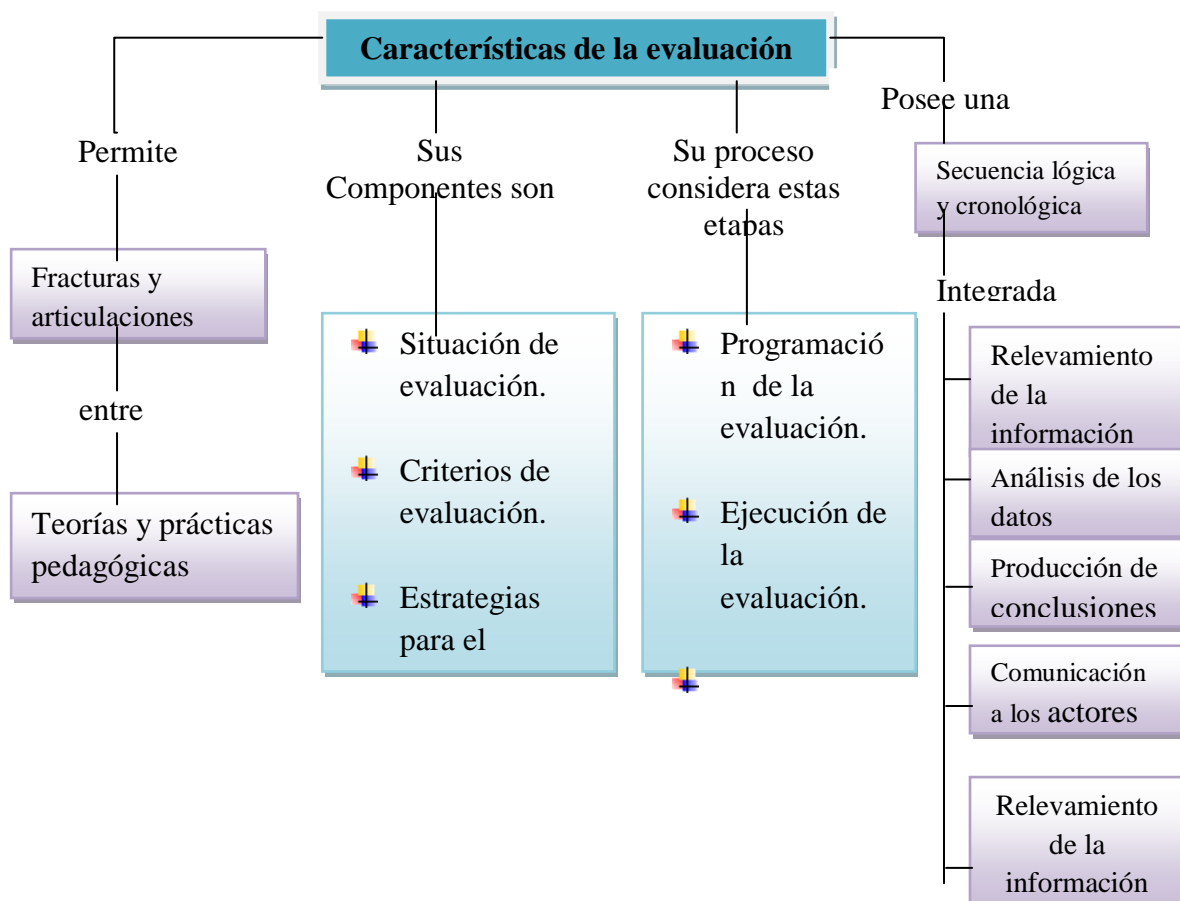 Características de la evaluación
Permite
Fracturas y
articulaciones
entre
Teorías y prácticas
pedagógicas
Sus
Componentes son
Situación de
evaluación.
Criterios de
evaluación.
Estrategias
para el
Su proceso
considera estas
etapas
Programació
n de la
evaluación.
Ejecución de
la
evaluación.
Posee una
Secuencia lógica
y cronológica
Integrada
Relevamiento
de la
información
Análisis de los
datos
Producción de
conclusiones
Comunicación
a los actores
Relevamiento
de la
información